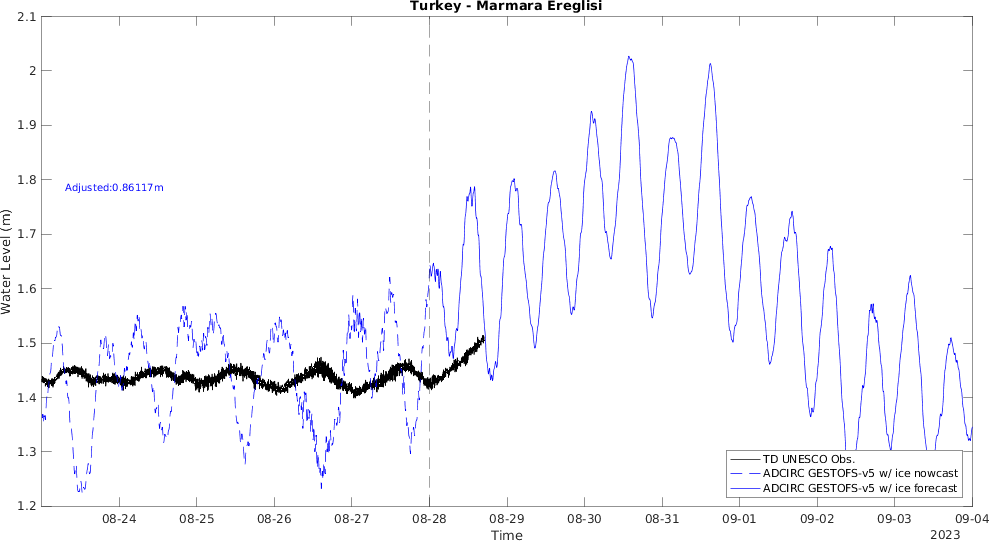 Turkey - Marmara Ereglisi
2.1
2
1.9
1.8
1.7
1.6
1.5
1.4
1.3
1.2
Water Level (m)
Adjusted:0.86117m
TD UNESCO Obs.
ADCIRC GESTOFS-v5 w/ ice nowcast
ADCIRC GESTOFS-v5 w/ ice forecast
08-24 08-25 08-26 08-27 08-28 08-29 08-30 08-31 09-01 09-02 09-03 09-04
Time
2023